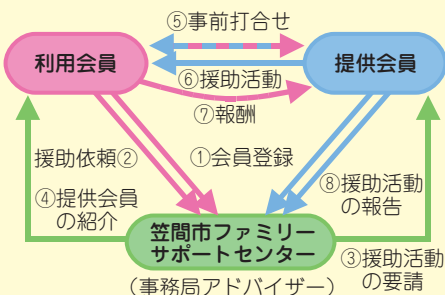 ⑤事前打合せ
利用会員
提供会員
⑥援助活動
⑦報酬
援助依頼②
①会員登録
④提供会員
の紹介
⑧援助活動
の報告
笠間市ファミリー
サポートセンター
(事務局アドバイザー)
③援助活動
の要請